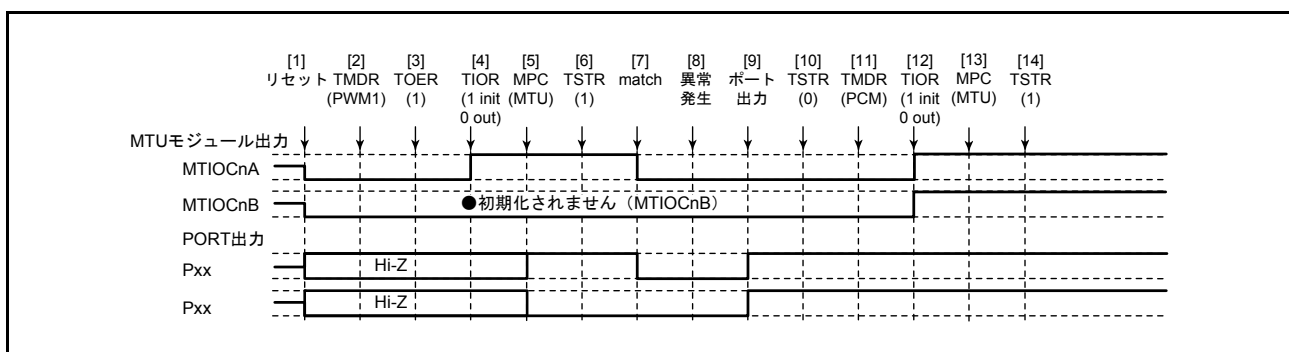 [1] [2] [3] [4] [5] [6] [7] [8] [9] [10] [11] [12] [13] [14]
リセット TMDR TOER TIOR MPC TSTR match 異常 ポート TSTR TMDR TIOR MPC TSTR
(PWM1) (1) (1 init (MTU) (1) 発生 出力 (0) (PCM) (1 init (MTU) (1)
0 out) 0 out)
MTUモジュール出力
MTIOCnA
MTIOCnB ●初期化されません（MTIOCnB）
PORT出力
Pxx Hi-Z
Pxx Hi-Z